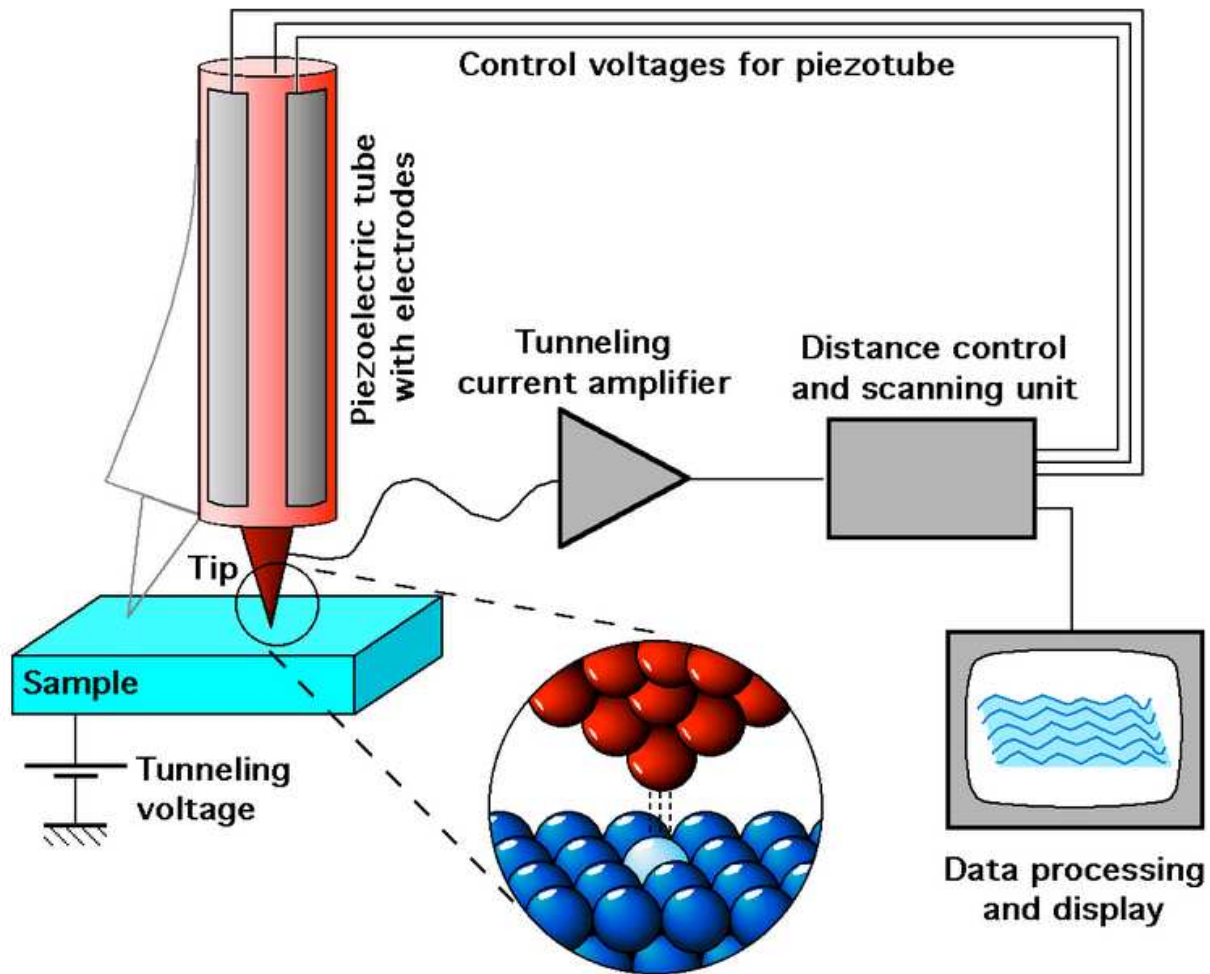 Control voltages for piezotube
Piezoelectric tube
with electrodes
Tunneling
current amplifier
Distance control
and scanning unit
Tip
Sample
Tunneling
voltage
Data processing
and display